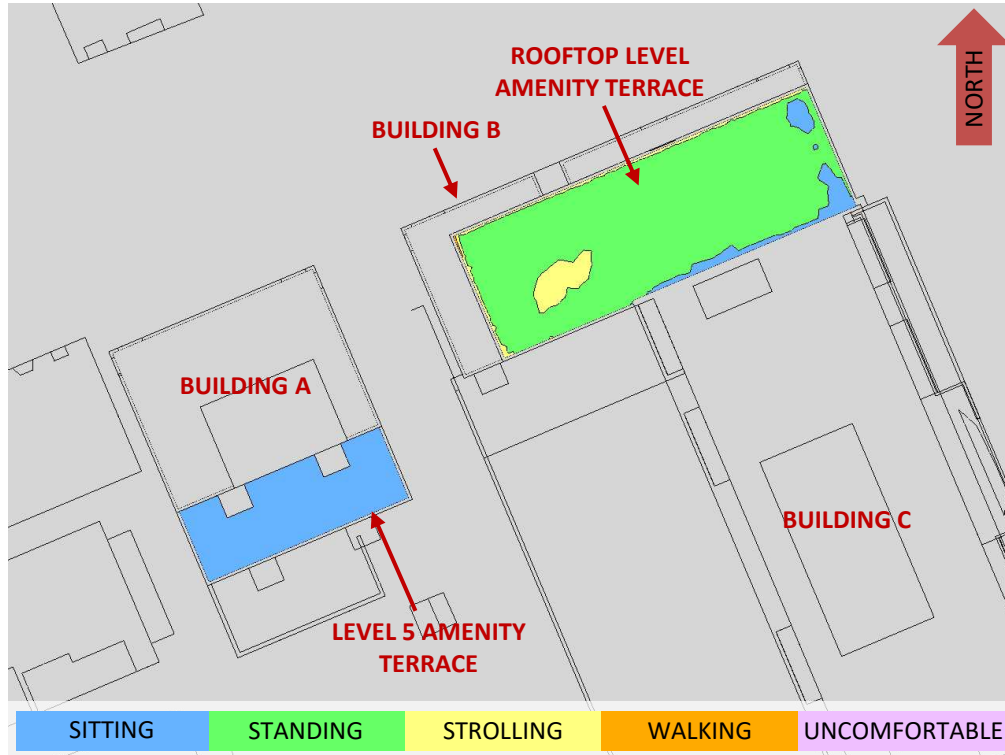 ROOFTOP LEVEL
AMENITY TERRACE
NORTH
BUILDING B
BUILDING A
BUILDING C
LEVEL 5 AMENITY
TERRACE
SITTING
STANDING
STROLLING
WALKING
UNCOMFORTABLE